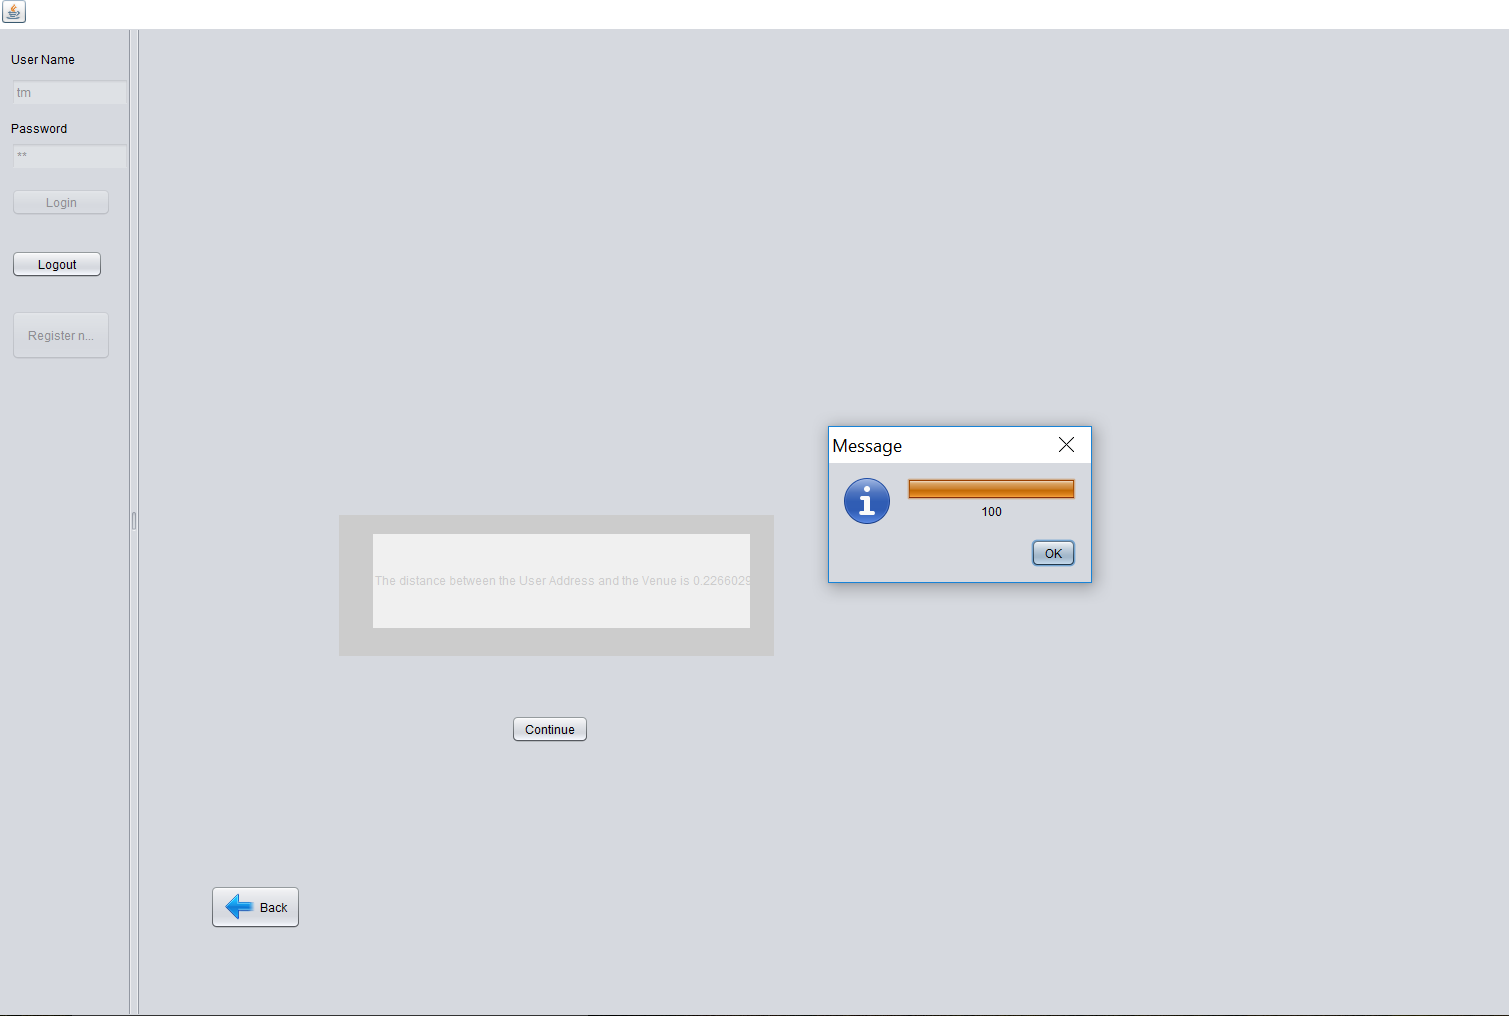 User Name
tm
Password
**
Login
Logout
Register n...
Message
100
OK
The distance between the User Address and the Venue is 0.2266029
Continue
Back